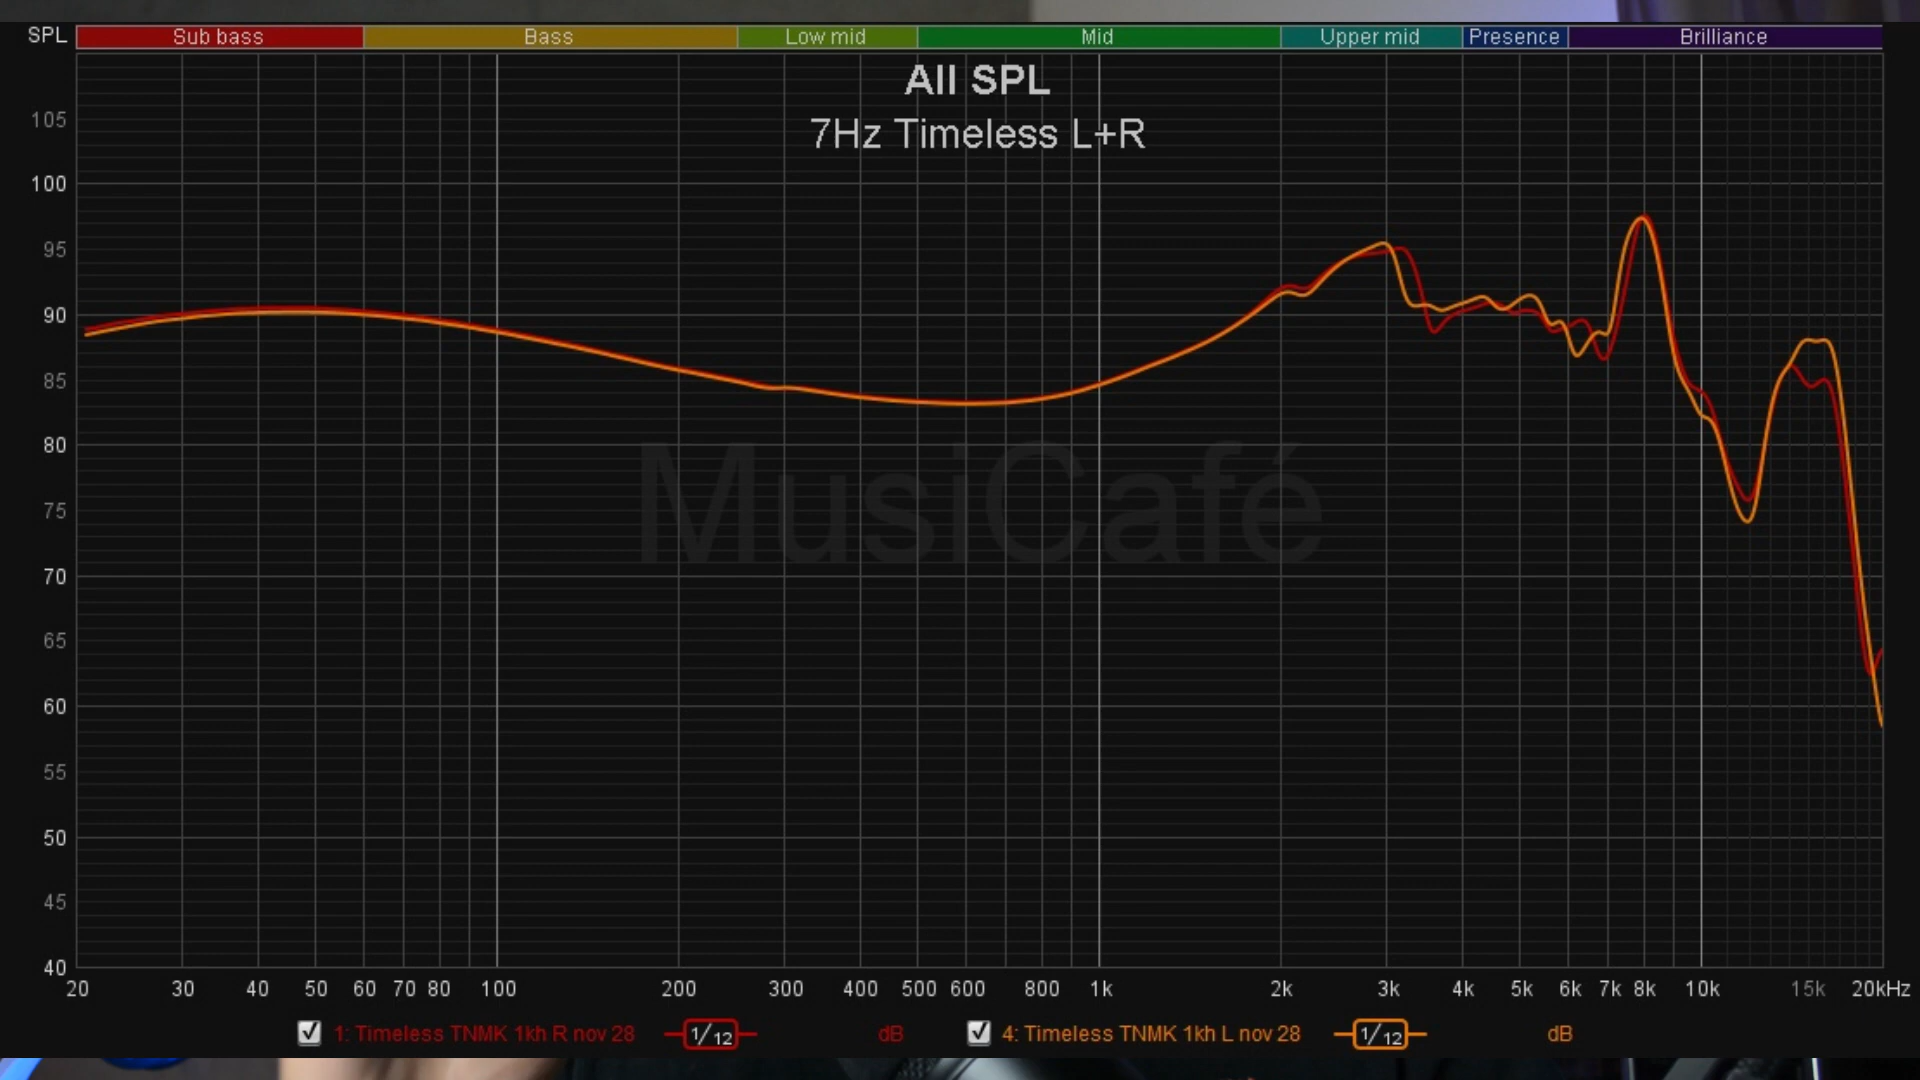 SPL Sub bass Bass Low mid Mid Upper mid Presence Brilliance
All SPL
7Hz Timeless L+R
105
100
95
90
85
80
75
70
65
60
55
50
45
40
MusiCafé
20 30 40 50 60 70 80 100 200 300 400 500 600 800 1k 2k 3k 4k 5k 6k 7k 8k 10k 15k 20kHz
1: Timeless TNMK 1kh R nov 28 1/12 dB 4: Timeless TNMK 1kh L nov 28 1/12 dB